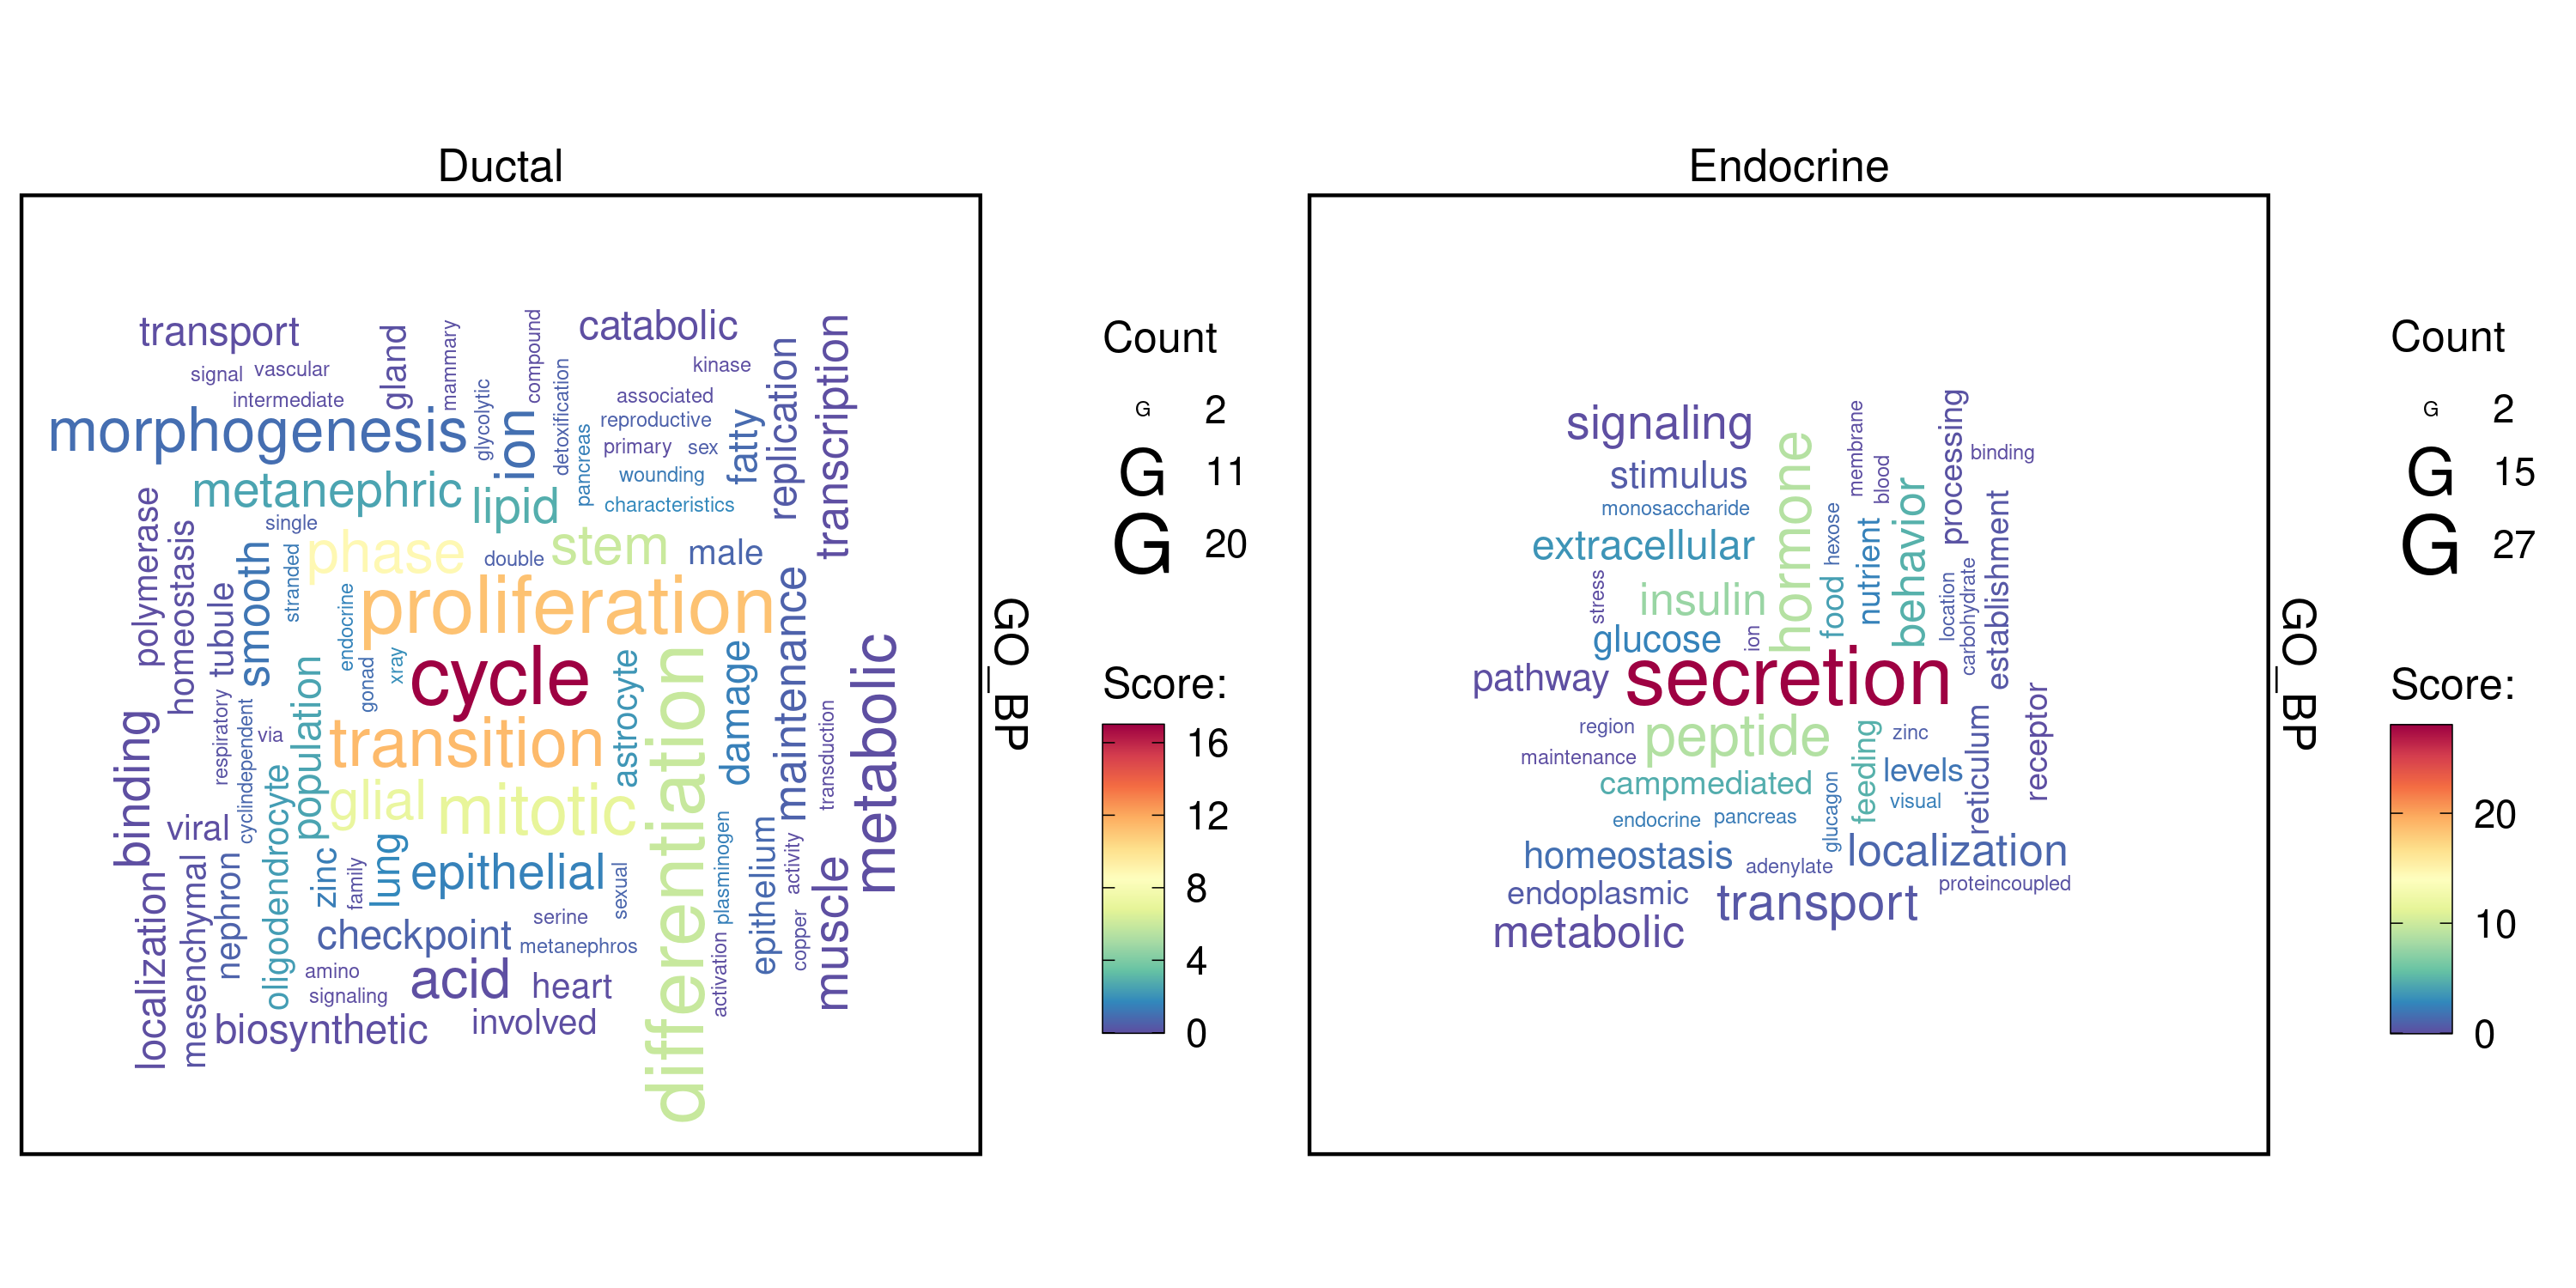 Ductal
transport
catabolic
signal
vascular
intermediate
gland
mammary
compound
kinase
associated
reproductive
primary
sex
wounding
characteristics
morphogenesis
glycolytic
ion
detoxification
pancreas
fatty
replication
transcription
metanephric
lipid
single
polymerase
homeostasis
tubule
smooth
stranded
phase
double
stem
male
endocrine
proliferation
maintenance
gonad
xray
cycle
astrocyte
differentiation
damage
metabolic
binding
respiratory
cyclindependent
via
population
transition
transduction
oligodendrocyte
glial
mitotic
viral
zinc
family
lung
epithelial
sexual
plasminogen
epithelium
activity
copper
muscle
localization
mesenchymal
nephron
checkpoint
serine
metanephros
activation
amino
signaling
acid
heart
biosynthetic
involved
GO_BP
Count
G 2
G 11
G 20
Score:
16
12
8
4
0
Endocrine
signaling
stimulus
monosaccharide
extracellular
hormone
membrane
blood
processing
binding
hexose
nutrient
behavior
stress
insulin
food
location
carbohydrate
establishment
glucose
ion
pathway
secretion
region
maintenance
peptide
feeding
zinc
reticulum
receptor
campmediated
levels
visual
endocrine
pancreas
glucagon
homeostasis
adenylate
localization
endoplasmic
transport
proteincoupled
metabolic
GO_BP
Count
G 2
G 15
G 27
Score:
20
10
0